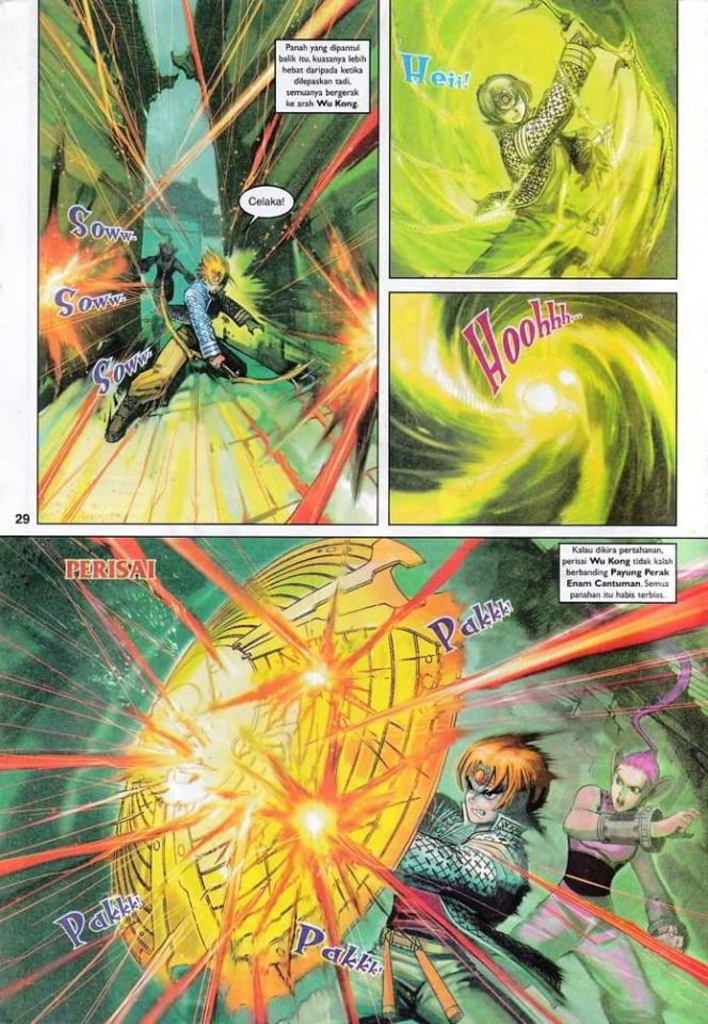 Panah yang dipantul
balik itu, kuasanya lebih
hebat daripada ketika
dilepaskan tadi,
semuanya bergerak
ke arah Wu Kong.
Celaka!
Soww..
Soww..
Soww..
Heii!
Hoohhh...
29
PERISAI
Kalau dikira pertahanan,
perisai Wu Kong tidak kalah
berbanding Payung Perak
Enam Cantuman. Semua
panahan itu habis terbias.
Pakkk!
Pakkk!
Pakkk!